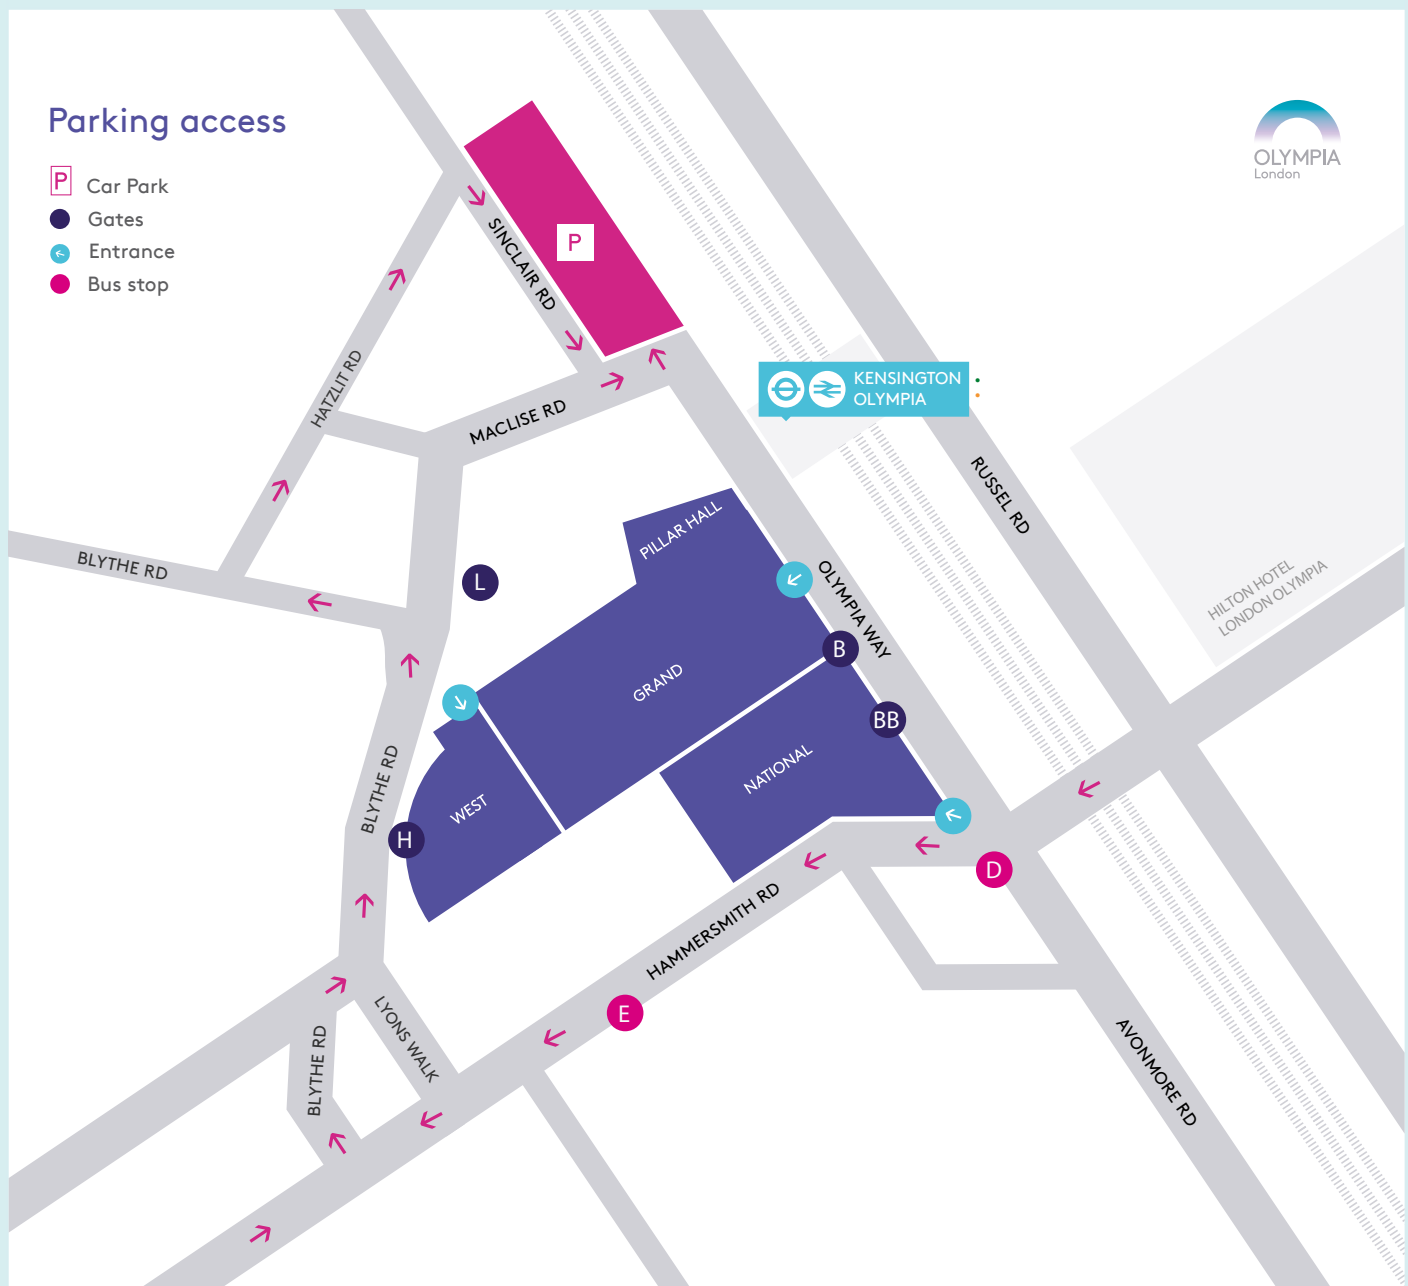 Parking access
P Car Park
Gates
Entrance
Bus stop
OLYMPIA
London
P
SINCLAIR RD
HATZLIT RD
MACLISE RD
KENSINGTON
OLYMPIA
RUSSEL RD
BLYTHE RD
L
PILLAR HALL
OLYMPIA WAY
HILTON HOTEL
LONDON OLYMPIA
B
GRAND
BB
NATIONAL
BLYTHE RD
WEST
H
D
HAMMERSMITH RD
E
LYONS WALK
BLYTHE RD
AVONMORE RD